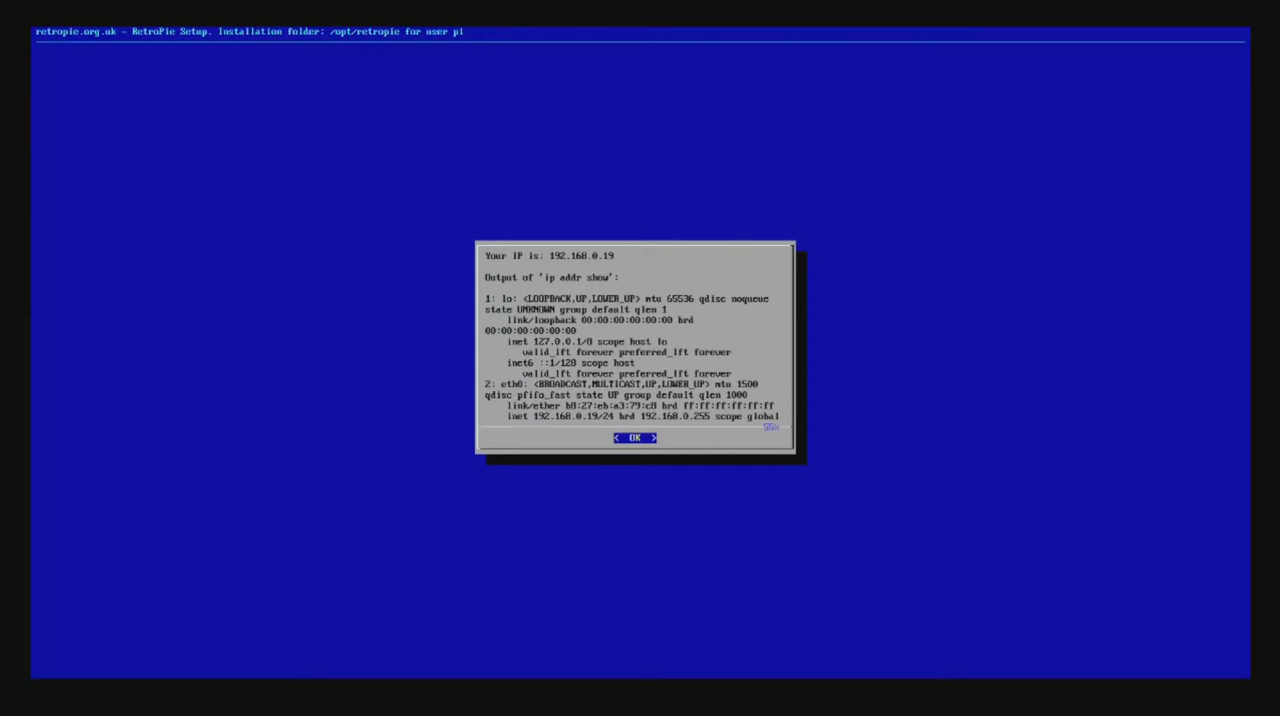 retropie.org.uk - RetroPie Setup. Installation folder: /opt/retropie for user pi
Your IP is: 192.168.0.19
Output of 'ip addr show':
1: lo: <LOOPBACK,UP,LOWER_UP> mtu 65536 qdisc noqueue
state UNKNOWN group default qlen 1
link/loopback 00:00:00:00:00:00 brd
00:00:00:00:00:00
inet 127.0.0.1/8 scope host lo
valid_lft forever preferred_lft forever
inet6 ::1/128 scope host
valid_lft forever preferred_lft forever
2: eth0: <BROADCAST,MULTICAST,UP,LOWER_UP> mtu 1500
qdisc pfifo_fast state UP group default qlen 1000
link/ether b8:27:eb:a3:79:c8 brd ff:ff:ff:ff:ff:ff
inet 192.168.0.19/24 brd 192.168.0.255 scope global
55%
< OK >